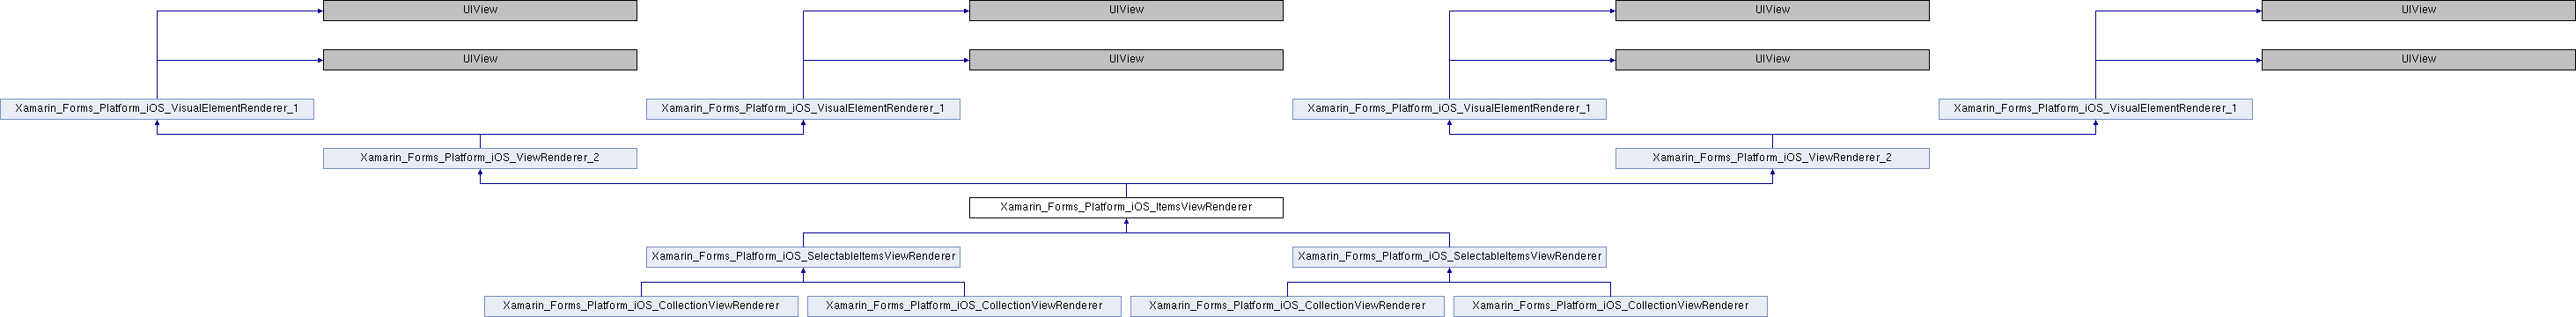 UIView
UIView
UIView
UIView
UIView
UIView
UIView
UIView
Xamarin_Forms_Platform_iOS_VisualElementRenderer_1
Xamarin_Forms_Platform_iOS_VisualElementRenderer_1
Xamarin_Forms_Platform_iOS_VisualElementRenderer_1
Xamarin_Forms_Platform_iOS_VisualElementRenderer_1
Xamarin_Forms_Platform_iOS_ViewRenderer_2
Xamarin_Forms_Platform_iOS_ViewRenderer_2
Xamarin_Forms_Platform_iOS_ItemsViewRenderer
Xamarin_Forms_Platform_iOS_SelectableItemsViewRenderer
Xamarin_Forms_Platform_iOS_SelectableItemsViewRenderer
Xamarin_Forms_Platform_iOS_CollectionViewRenderer
Xamarin_Forms_Platform_iOS_CollectionViewRenderer
Xamarin_Forms_Platform_iOS_CollectionViewRenderer
Xamarin_Forms_Platform_iOS_CollectionViewRenderer